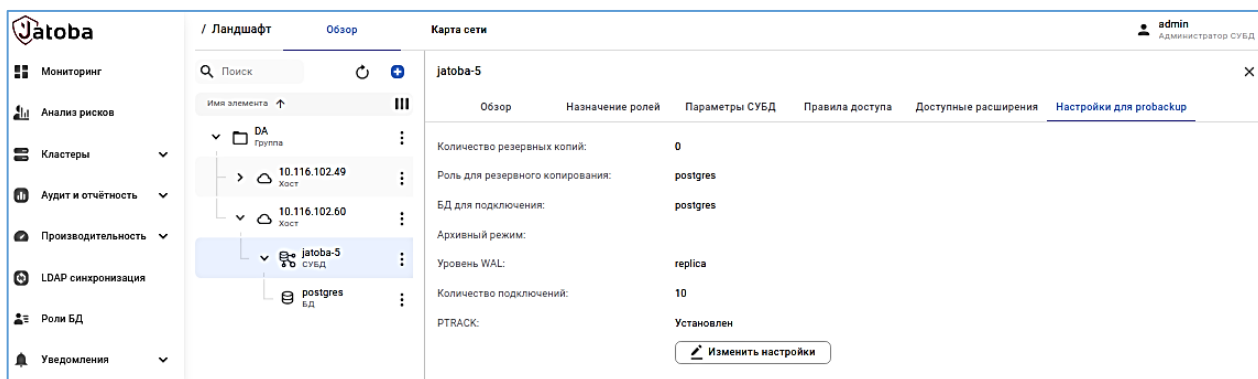 Jatoba
/ Ландшафт
Обзор
Карта сети
admin
Администратор СУБД
Мониторинг
Анализ рисков
Кластеры
Аудит и отчётность
Производительность
LDAP синхронизация
Роли БД
Уведомления
Поиск
Имя элемента
DA
Группа
10.116.102.49
Хост
10.116.102.60
Хост
jatoba-5
СУБД
postgres
БД
jatoba-5
Обзор Назначение ролей Параметры СУБД Правила доступа Доступные расширения Настройки для probackup
Количество резервных копий: 0
Роль для резервного копирования: postgres
БД для подключения: postgres
Архивный режим:
Уровень WAL: replica
Количество подключений: 10
PTRACK: Установлен
Изменить настройки